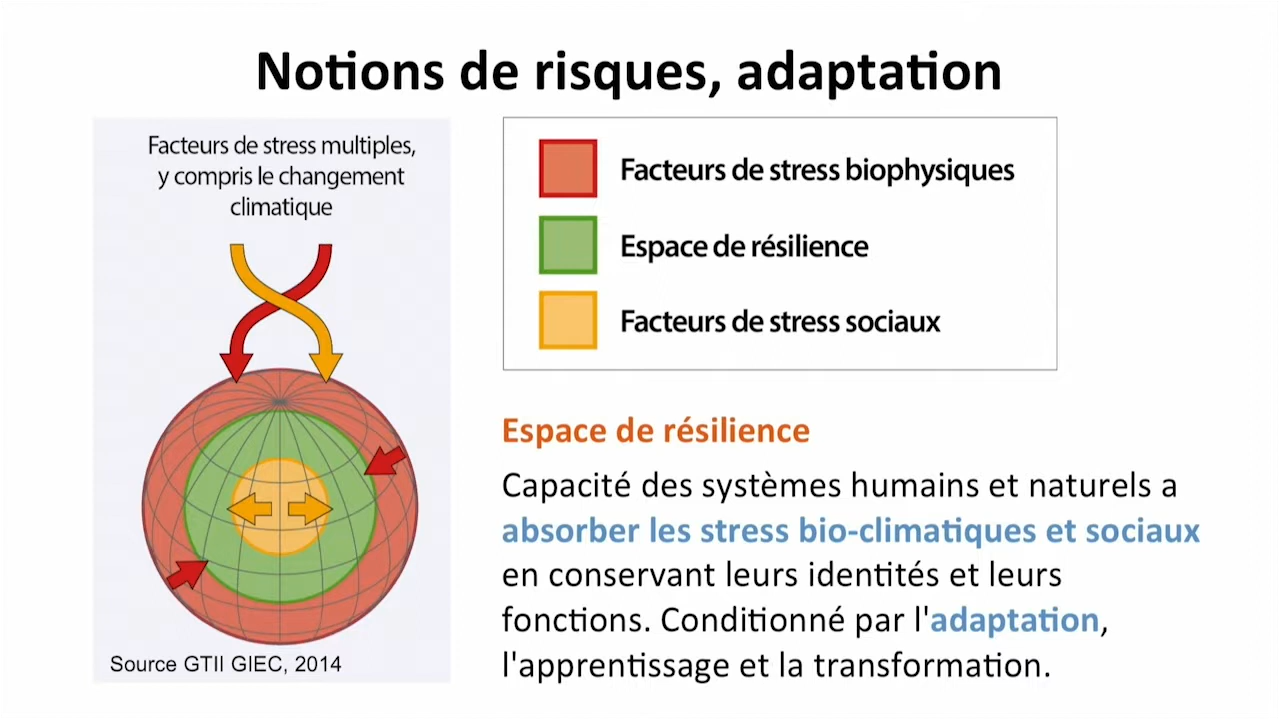 Notions de risques, adaptation
Facteurs de stress multiples,
y compris le changement
climatique
Source GTII GIEC, 2014
Facteurs de stress biophysiques
Espace de résilience
Facteurs de stress sociaux
Espace de résilience
Capacité des systèmes humains et naturels a
absorber les stress bio-climatiques et sociaux
en conservant leurs identités et leurs
fonctions. Conditionné par l'adaptation,
l'apprentissage et la transformation.